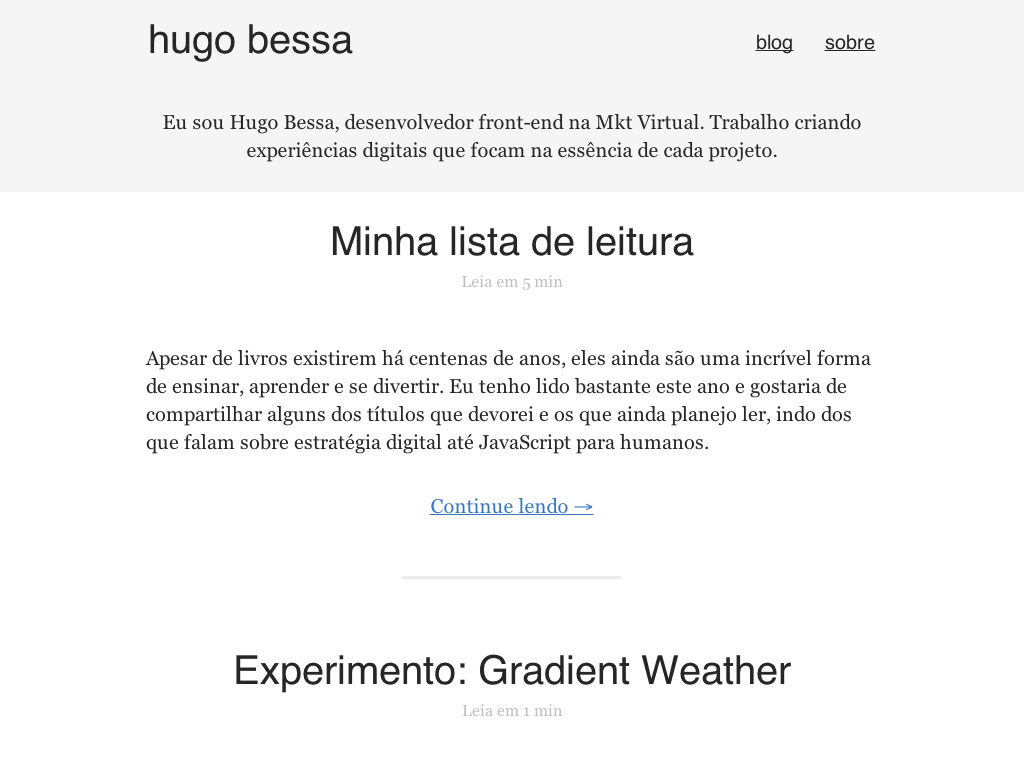 hugo bessa
blog sobre
Eu sou Hugo Bessa, desenvolvedor front-end na Mkt Virtual. Trabalho criando
experiências digitais que focam na essência de cada projeto.
Minha lista de leitura
Leia em 5 min
Apesar de livros existirem há centenas de anos, eles ainda são uma incrível forma
de ensinar, aprender e se divertir. Eu tenho lido bastante este ano e gostaria de
compartilhar alguns dos títulos que devorei e os que ainda planejo ler, indo dos
que falam sobre estratégia digital até JavaScript para humanos.
Continue lendo →
Experimento: Gradient Weather
Leia em 1 min